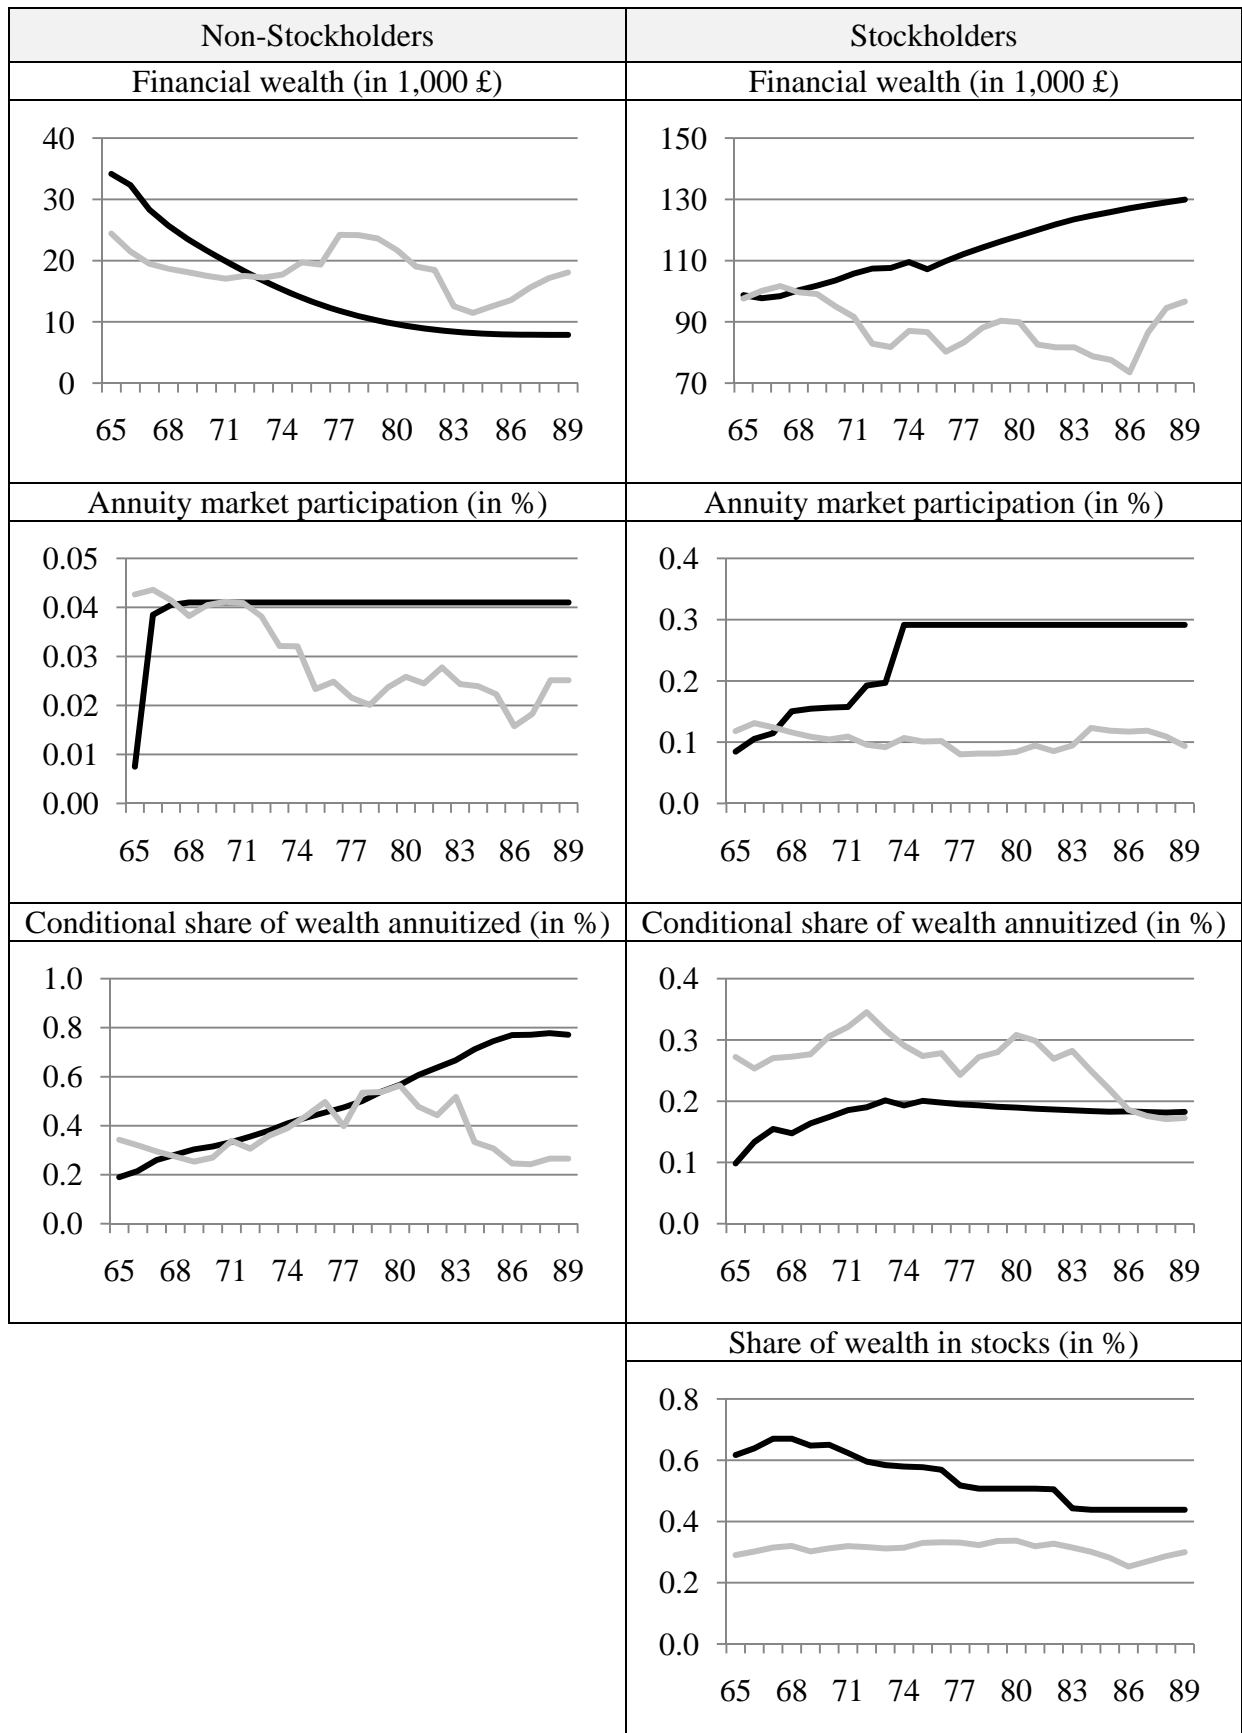 Non-Stockholders
Stockholders
Financial wealth (in 1,000 £)
Financial wealth (in 1,000 £)
40
30
20
10
0
65 68 71 74 77 80 83 86 89
150
130
110
90
70
65 68 71 74 77 80 83 86 89
Annuity market participation (in %)
Annuity market participation (in %)
0.05
0.04
0.03
0.02
0.01
0.00
65 68 71 74 77 80 83 86 89
0.4
0.3
0.2
0.1
0.0
65 68 71 74 77 80 83 86 89
Conditional share of wealth annuitized (in %)
Conditional share of wealth annuitized (in %)
1.0
0.8
0.6
0.4
0.2
0.0
65 68 71 74 77 80 83 86 89
0.4
0.3
0.2
0.1
0.0
65 68 71 74 77 80 83 86 89
Share of wealth in stocks (in %)
0.8
0.6
0.4
0.2
0.0
65 68 71 74 77 80 83 86 89